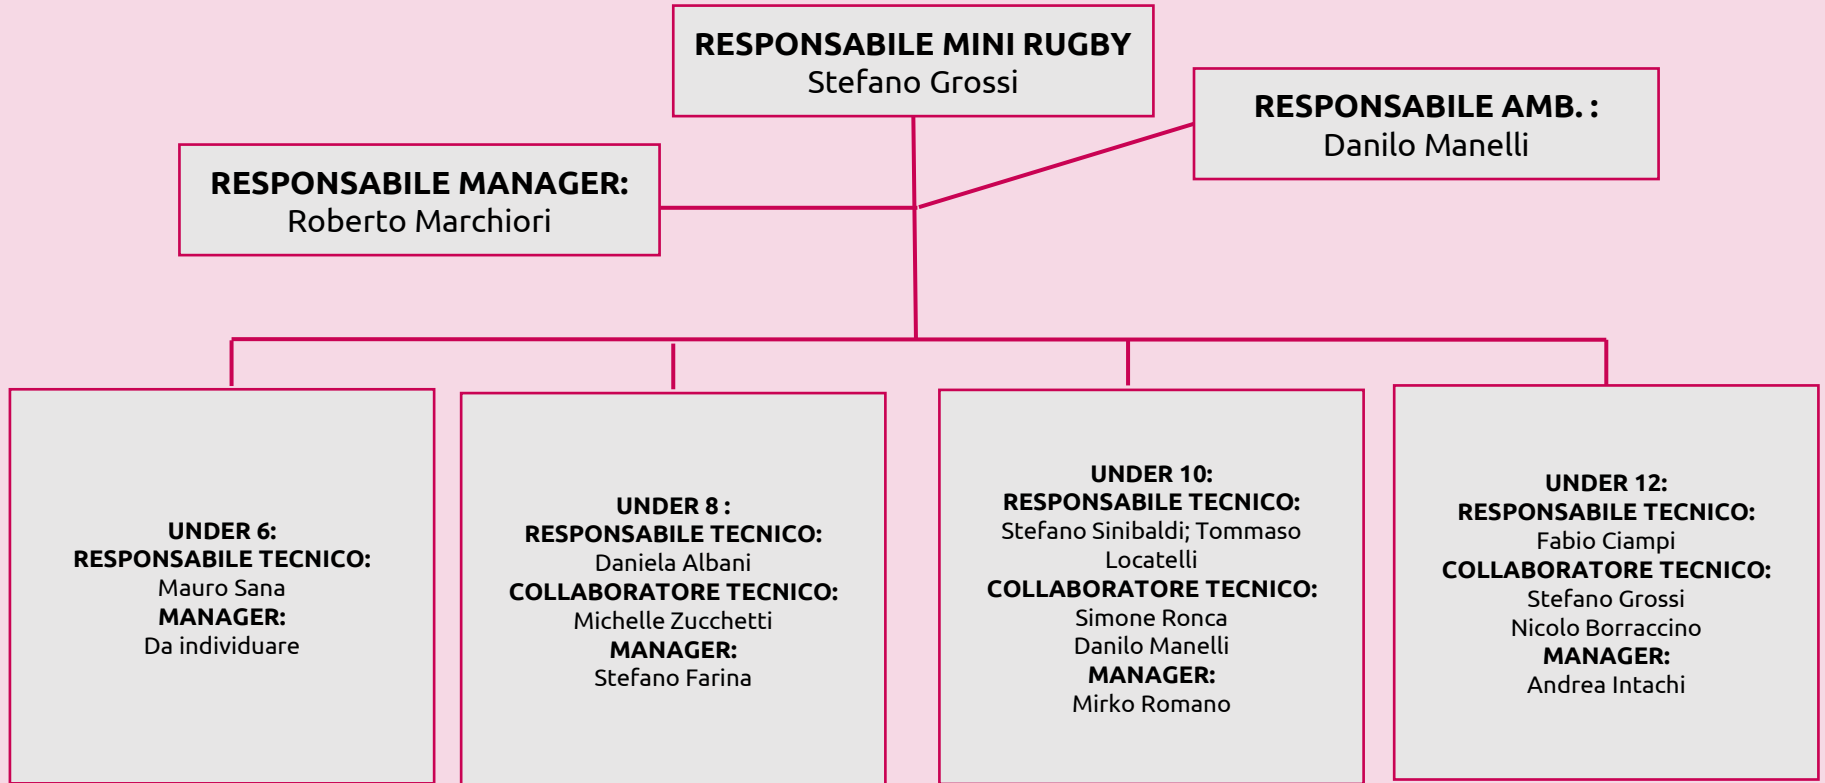 RESPONSABILE MINI RUGBY
Stefano Grossi
RESPONSABILE AMB. :
Danilo Manelli
RESPONSABILE MANAGER:
Roberto Marchiori
UNDER 6:
RESPONSABILE TECNICO:
Mauro Sana
MANAGER:
Da individuare
UNDER 8 :
RESPONSABILE TECNICO:
Daniela Albani
COLLABORATORE TECNICO:
Michelle Zucchetti
MANAGER:
Stefano Farina
UNDER 10:
RESPONSABILE TECNICO:
Stefano Sinibaldi; Tommaso
Locatelli
COLLABORATORE TECNICO:
Simone Ronca
Danilo Manelli
MANAGER:
Mirko Romano
UNDER 12:
RESPONSABILE TECNICO:
Fabio Ciampi
COLLABORATORE TECNICO:
Stefano Grossi
Nicolo Borraccino
MANAGER:
Andrea Intachi